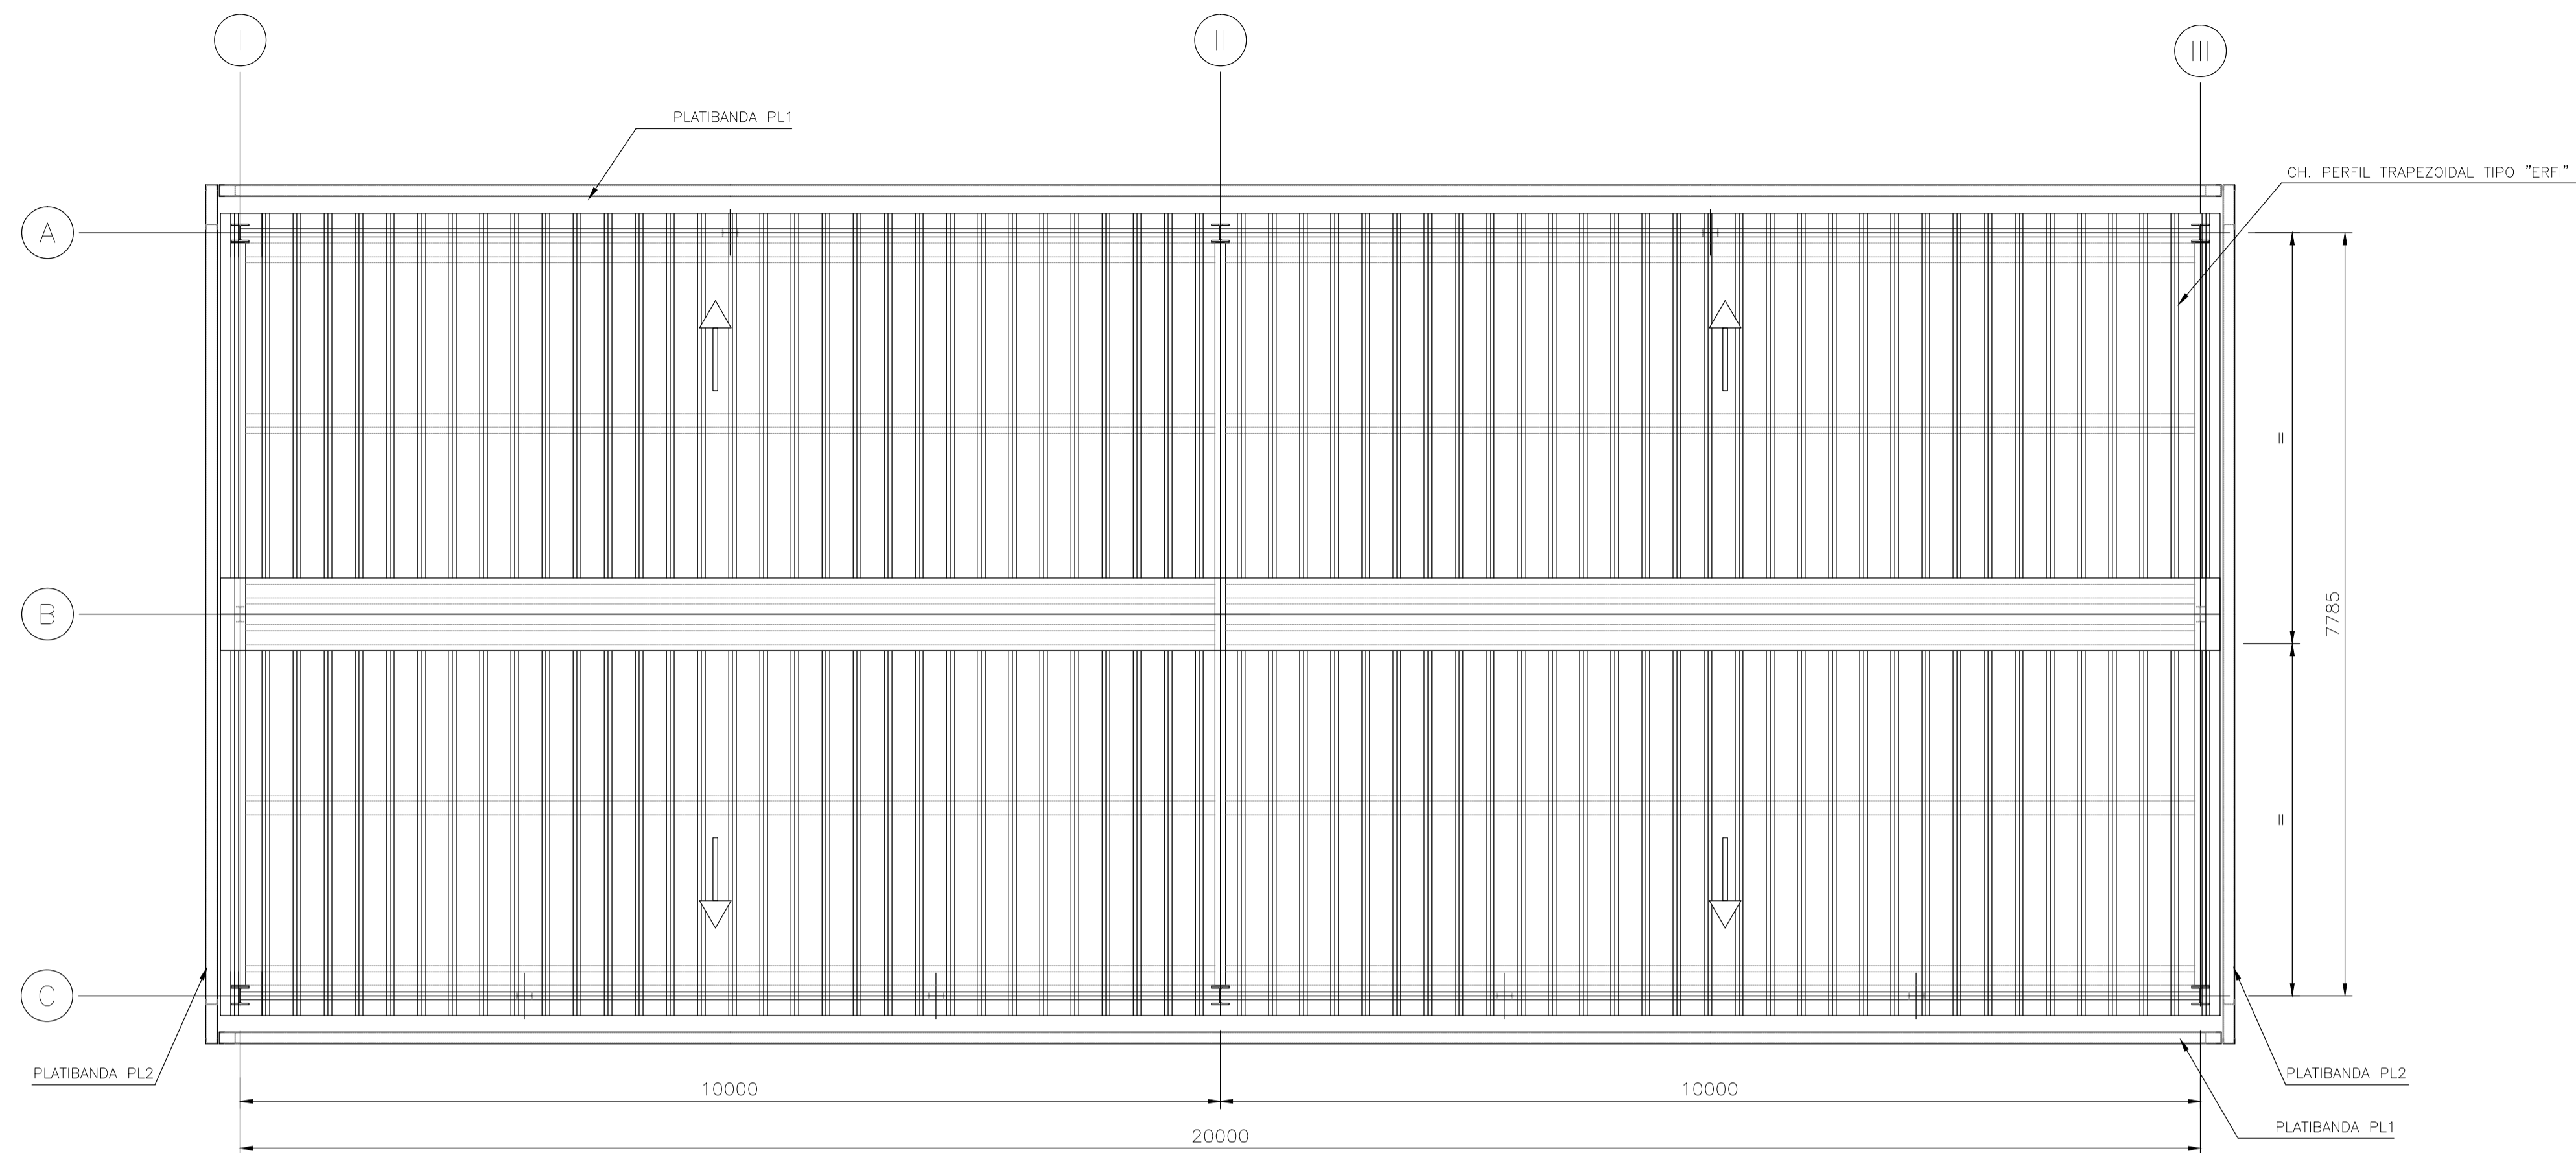 I
II
III
PLATIBANDA PL1
CH. PERFIL TRAPEZOIDAL TIPO "ERFI"
A
=
B
7785
=
C
PLATIBANDA PL2
PLATIBANDA PL2
10000
10000
PLATIBANDA PL1
20000